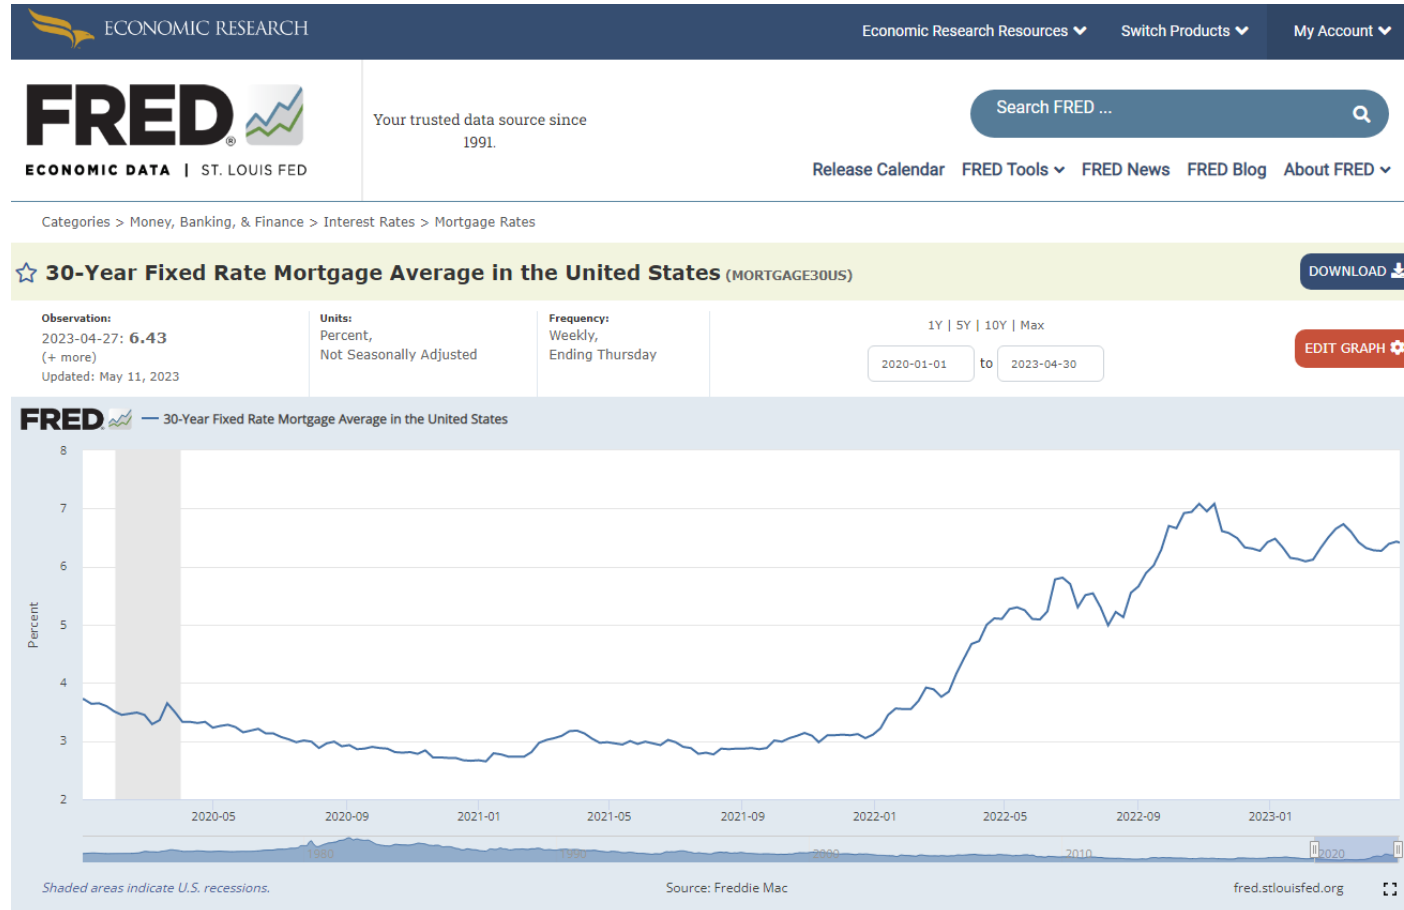 ECONOMIC RESEARCH
Economic Research Resources
Switch Products
My Account
FRED
ECONOMIC DATA | ST. LOUIS FED
Your trusted data source since
1991.
Search FRED ...
Release Calendar
FRED Tools
FRED News
FRED Blog
About FRED
Categories > Money, Banking, & Finance > Interest Rates > Mortgage Rates
30-Year Fixed Rate Mortgage Average in the United States (MORTGAGE30US)
DOWNLOAD
Observation:
2023-04-27: 6.43
(+ more)
Updated: May 11, 2023
Units:
Percent,
Not Seasonally Adjusted
Frequency:
Weekly,
Ending Thursday
1Y | 5Y | 10Y | Max
2020-01-01 to 2023-04-30
EDIT GRAPH
FRED — 30-Year Fixed Rate Mortgage Average in the United States
8
7
6
5
4
3
2
Percent
2020-05 2020-09 2021-01 2021-05 2021-09 2022-01 2022-05 2022-09 2023-01
1980 1990 2000 2010 2020
Shaded areas indicate U.S. recessions.
Source: Freddie Mac
fred.stlouisfed.org